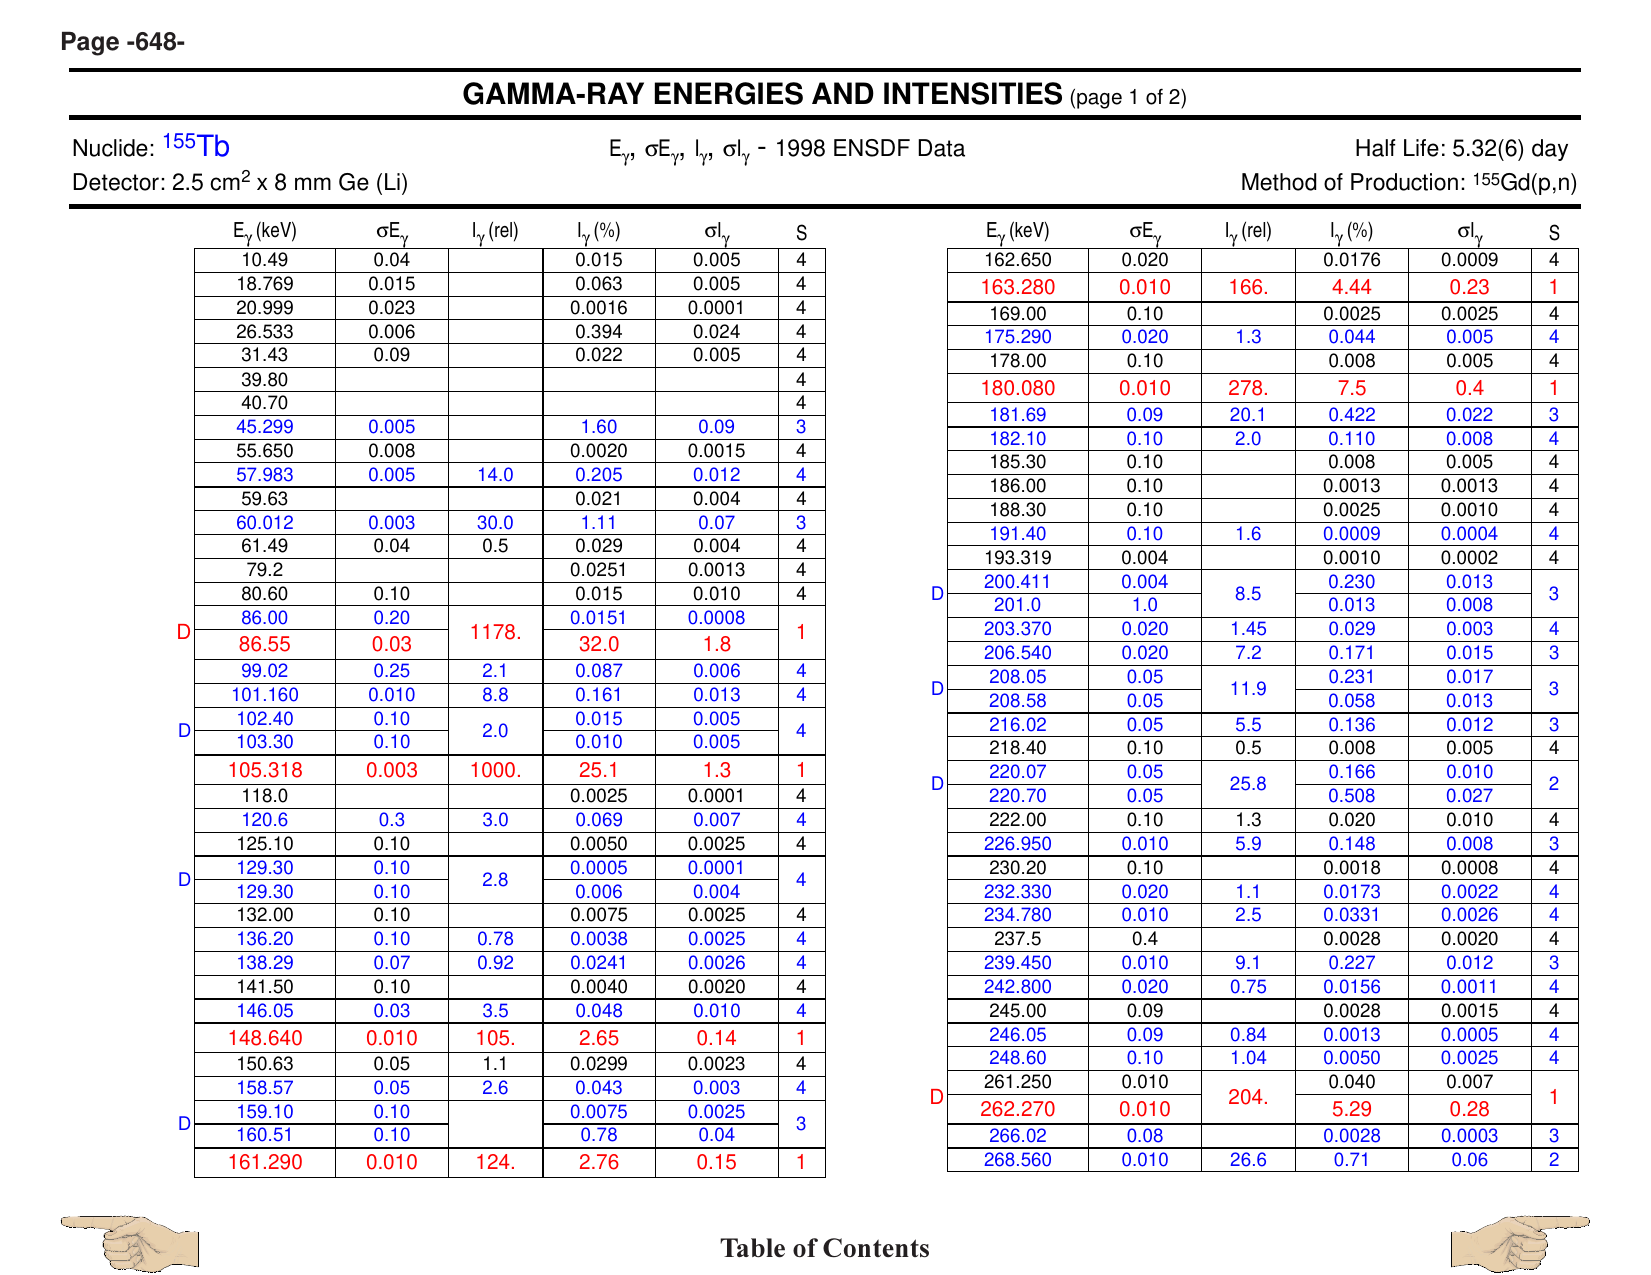 Page -648-
GAMMA-RAY ENERGIES AND INTENSITIES (page 1 of 2)
Nuclide: 155Tb Eγ, σEγ, Iγ, σIγ - 1998 ENSDF Data Half Life: 5.32(6) day
Detector: 2.5 cm2 x 8 mm Ge (Li) Method of Production: 155Gd(p,n)
Eγ (keV) σEγ Iγ (rel) Iγ (%) σIγ S
10.49 0.04 0.015 0.005 4
18.769 0.015 0.063 0.005 4
20.999 0.023 0.0016 0.0001 4
26.533 0.006 0.394 0.024 4
31.43 0.09 0.022 0.005 4
39.80 4
40.70 4
45.299 0.005 1.60 0.09 3
55.650 0.008 0.0020 0.0015 4
57.983 0.005 14.0 0.205 0.012 4
59.63 0.021 0.004 4
60.012 0.003 30.0 1.11 0.07 3
61.49 0.04 0.5 0.029 0.004 4
79.2 0.0251 0.0013 4
80.60 0.10 0.015 0.010 4
86.00 0.20 0.0151 0.0008
D 1178. 1
86.55 0.03 32.0 1.8
99.02 0.25 2.1 0.087 0.006 4
101.160 0.010 8.8 0.161 0.013 4
102.40 0.10 0.015 0.005
D 2.0 4
103.30 0.10 0.010 0.005
105.318 0.003 1000. 25.1 1.3 1
118.0 0.0025 0.0001 4
120.6 0.3 3.0 0.069 0.007 4
125.10 0.10 0.0050 0.0025 4
129.30 0.10 0.0005 0.0001
D 2.8 4
129.30 0.10 0.006 0.004
132.00 0.10 0.0075 0.0025 4
136.20 0.10 0.78 0.0038 0.0025 4
138.29 0.07 0.92 0.0241 0.0026 4
141.50 0.10 0.0040 0.0020 4
146.05 0.03 3.5 0.048 0.010 4
148.640 0.010 105. 2.65 0.14 1
150.63 0.05 1.1 0.0299 0.0023 4
158.57 0.05 2.6 0.043 0.003 4
159.10 0.10 0.0075 0.0025
D 3
160.51 0.10 0.78 0.04
161.290 0.010 124. 2.76 0.15 1
Eγ (keV) σEγ Iγ (rel) Iγ (%) σIγ S
162.650 0.020 0.0176 0.0009 4
163.280 0.010 166. 4.44 0.23 1
169.00 0.10 0.0025 0.0025 4
175.290 0.020 1.3 0.044 0.005 4
178.00 0.10 0.008 0.005 4
180.080 0.010 278. 7.5 0.4 1
181.69 0.09 20.1 0.422 0.022 3
182.10 0.10 2.0 0.110 0.008 4
185.30 0.10 0.008 0.005 4
186.00 0.10 0.0013 0.0013 4
188.30 0.10 0.0025 0.0010 4
191.40 0.10 1.6 0.0009 0.0004 4
193.319 0.004 0.0010 0.0002 4
200.411 0.004 0.230 0.013
D 8.5 3
201.0 1.0 0.013 0.008
203.370 0.020 1.45 0.029 0.003 4
206.540 0.020 7.2 0.171 0.015 3
208.05 0.05 0.231 0.017
D 11.9 3
208.58 0.05 0.058 0.013
216.02 0.05 5.5 0.136 0.012 3
218.40 0.10 0.5 0.008 0.005 4
220.07 0.05 0.166 0.010
D 25.8 2
220.70 0.05 0.508 0.027
222.00 0.10 1.3 0.020 0.010 4
226.950 0.010 5.9 0.148 0.008 3
230.20 0.10 0.0018 0.0008 4
232.330 0.020 1.1 0.0173 0.0022 4
234.780 0.010 2.5 0.0331 0.0026 4
237.5 0.4 0.0028 0.0020 4
239.450 0.010 9.1 0.227 0.012 3
242.800 0.020 0.75 0.0156 0.0011 4
245.00 0.09 0.0028 0.0015 4
246.05 0.09 0.84 0.0013 0.0005 4
248.60 0.10 1.04 0.0050 0.0025 4
261.250 0.010 0.040 0.007
D 204. 1
262.270 0.010 5.29 0.28
266.02 0.08 0.0028 0.0003 3
268.560 0.010 26.6 0.71 0.06 2
Table of Contents